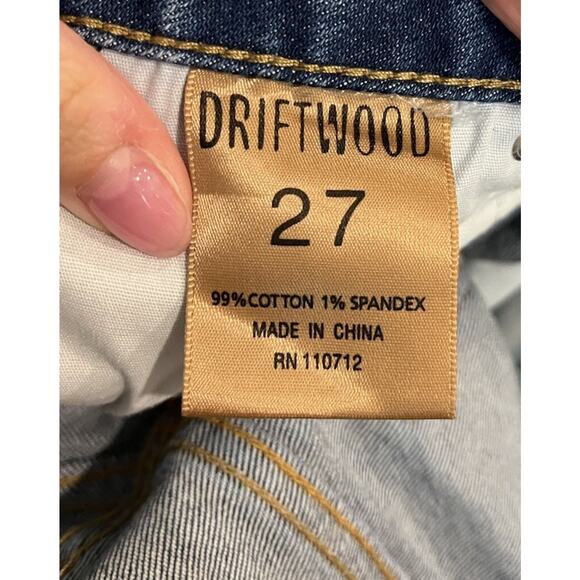 DRIFTWOOD
27
99% COTTON 1% SPANDEX
MADE IN CHINA
RN 110712